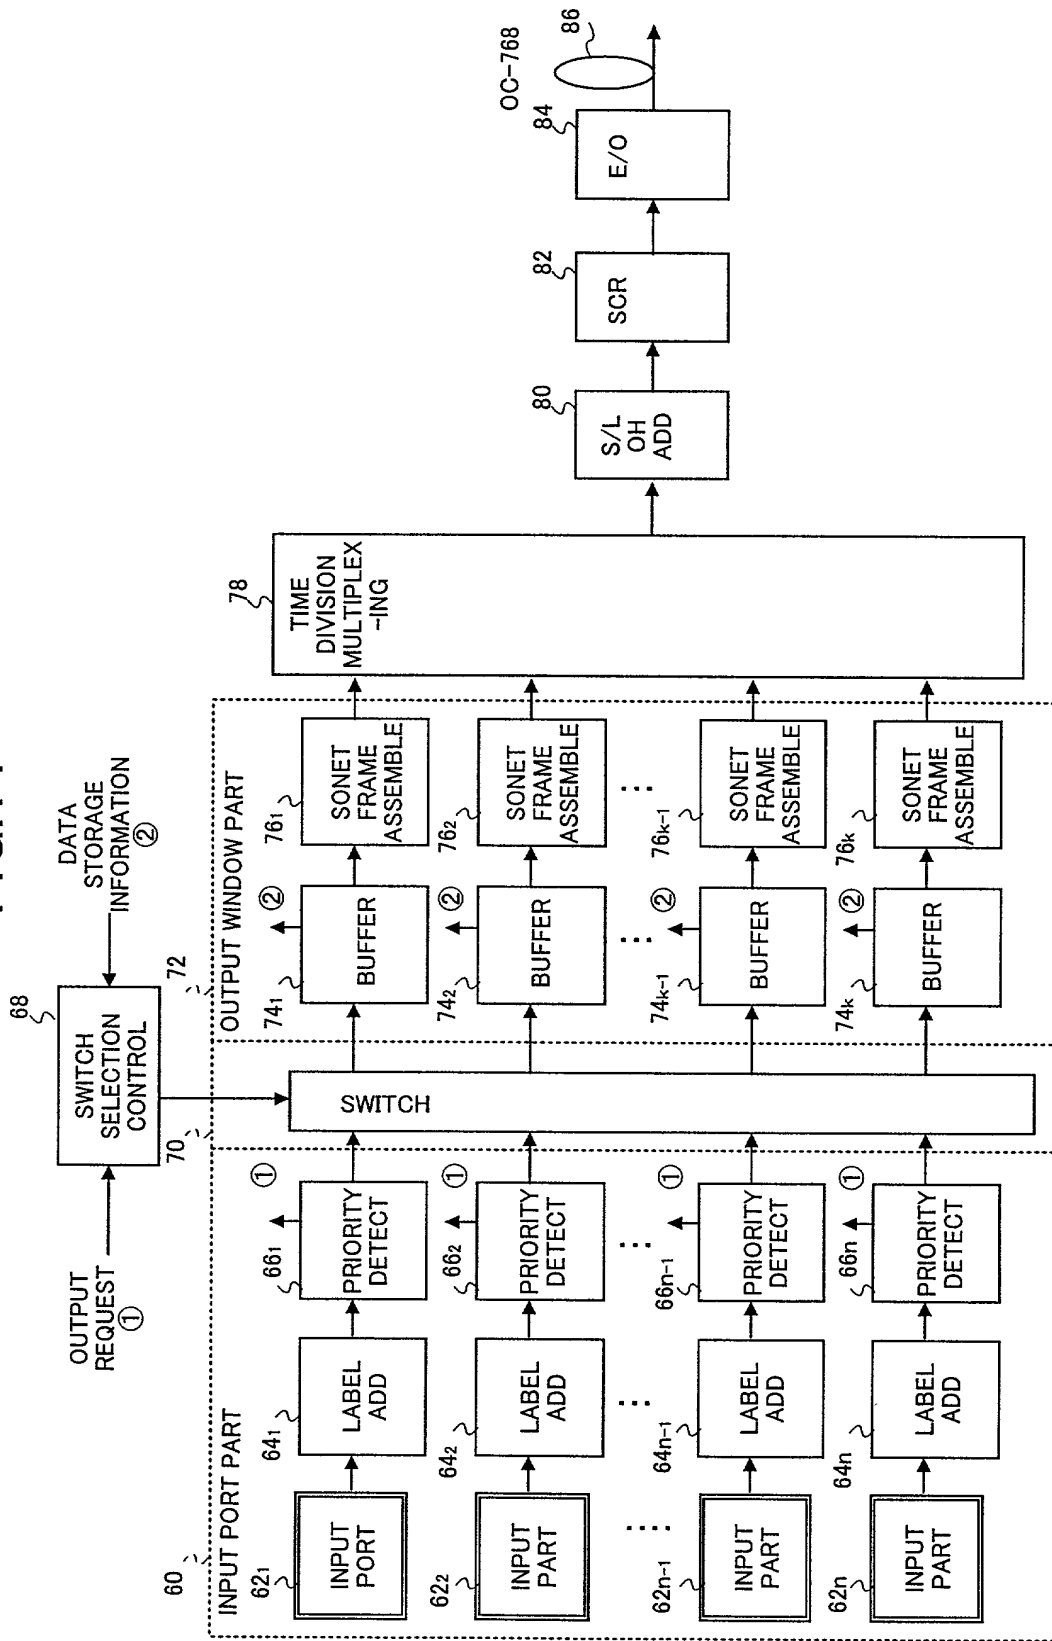 OUTPUT
REQUEST
①
68
SWITCH
SELECTION
CONTROL
DATA
STORAGE
INFORMATION
②
60
INPUT PORT PART
70
72
OUTPUT WINDOW PART
62₁
INPUT
PORT
64₁
LABEL
ADD
66₁
PRIORITY
DETECT
①
SWITCH
74₁
BUFFER
②
76₁
SONET
FRAME
ASSEMBLE
62₂
INPUT
PART
64₂
LABEL
ADD
66₂
PRIORITY
DETECT
①
74₂
BUFFER
②
76₂
SONET
FRAME
ASSEMBLE
62n-1
INPUT
PART
64n-1
LABEL
ADD
66n-1
PRIORITY
DETECT
①
74k-1
BUFFER
②
76k-1
SONET
FRAME
ASSEMBLE
62n
INPUT
PART
64n
LABEL
ADD
66n
PRIORITY
DETECT
①
74k
BUFFER
②
76k
SONET
FRAME
ASSEMBLE
78
TIME
DIVISION
MULTIPLEX
-ING
80
S/L
OH
ADD
82
SCR
84
E/O
OC-768
86